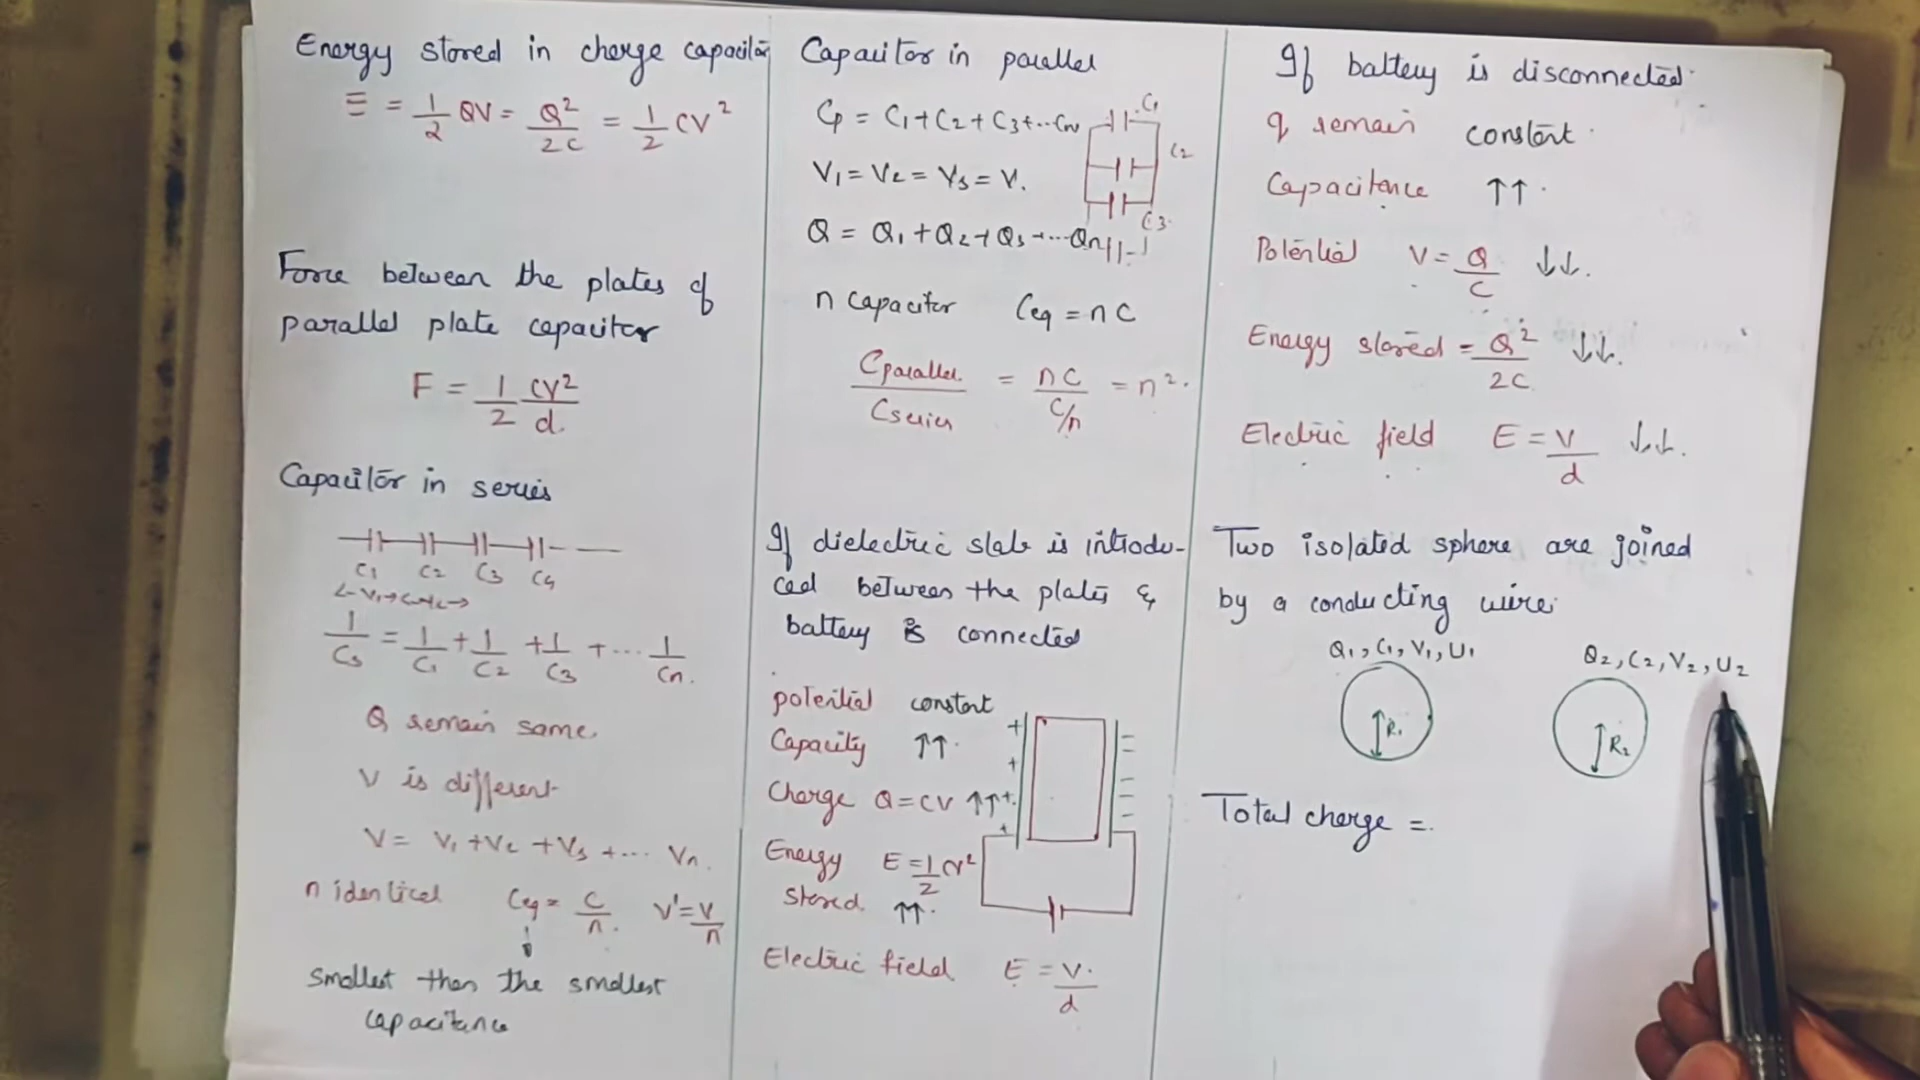 Energy stored in charge capacitor
E = 1/2 QV = Q²/2C = 1/2 CV²
Force between the plates of
parallel plate capacitor
F = 1/2 CV²/d
Capacitor in series
C1 C2 C3 C4
1/Cs = 1/C1 + 1/C2 + 1/C3 + ... 1/Cn.
Q remain same.
V is different
V = V1 + V2 + V3 + ... Vn.
n identical Ceq = C/n. V' = V/n
smallest then the smallest
capacitance
Capacitor in parallel
Cp = C1 + C2 + C3 + ... Cn
C1
C2
C3
V1 = V2 = V3 = V.
Q = Q1 + Q2 + Q3 + ... Qn
n capacitor Ceq = nC
Cparallel / Cseries = nC / C/n = n².
If dielectric slab is introdu-
ced between the plates &
battery is connected
potential constant
Capacity ↑↑.
Charge Q = CV ↑↑
Energy E = 1/2 CV²
stored. ↑↑.
+ + + +
- - - - -
Electric field E = V/d
If battery is disconnected
q remain constant.
Capacitance ↑↑.
Potential V = Q/C ↓↓.
Energy stored = Q²/2C ↓↓.
Electric field E = V/d ↓↓.
Two isolated sphere are joined
by a conducting wire
Q1, C1, V1, U1 Q2, C2, V2, U2
R1 R2
Total charge =